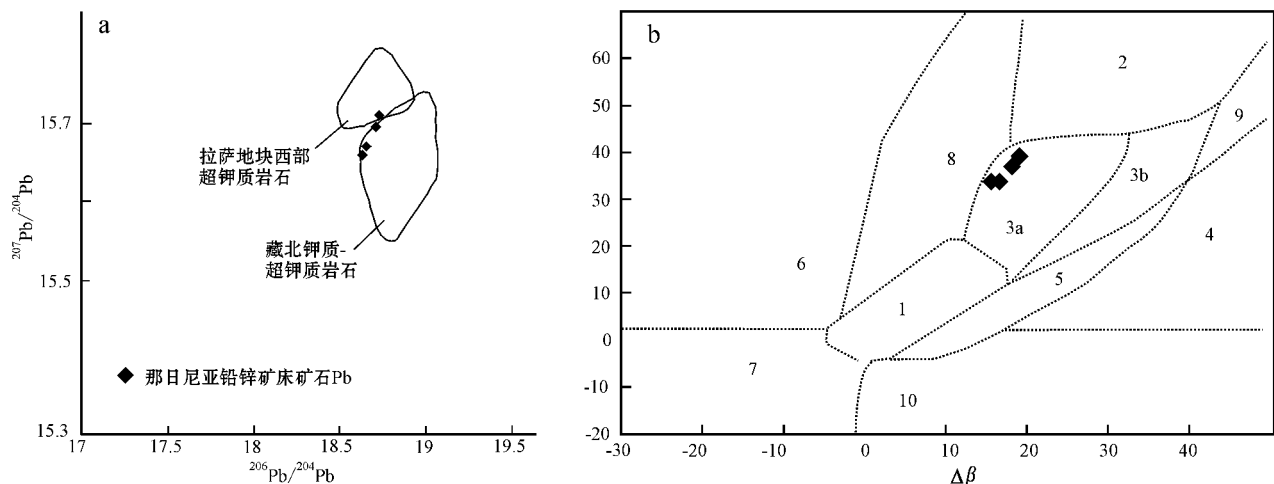 a
15.7
15.5
15.3
²⁰⁷Pb/²⁰⁴Pb
拉萨地块西部
超钾质岩石
藏北钾质-
超钾质岩石
那日尼亚铅锌矿床矿石Pb
17
17.5
18
18.5
19
19.5
²⁰⁶Pb/²⁰⁴Pb
b
60
50
40
30
20
10
0
-10
-20
2
9
8
3b
3a
4
6
5
1
7
10
-30
-20
-10
0
10
20
30
40
Δβ